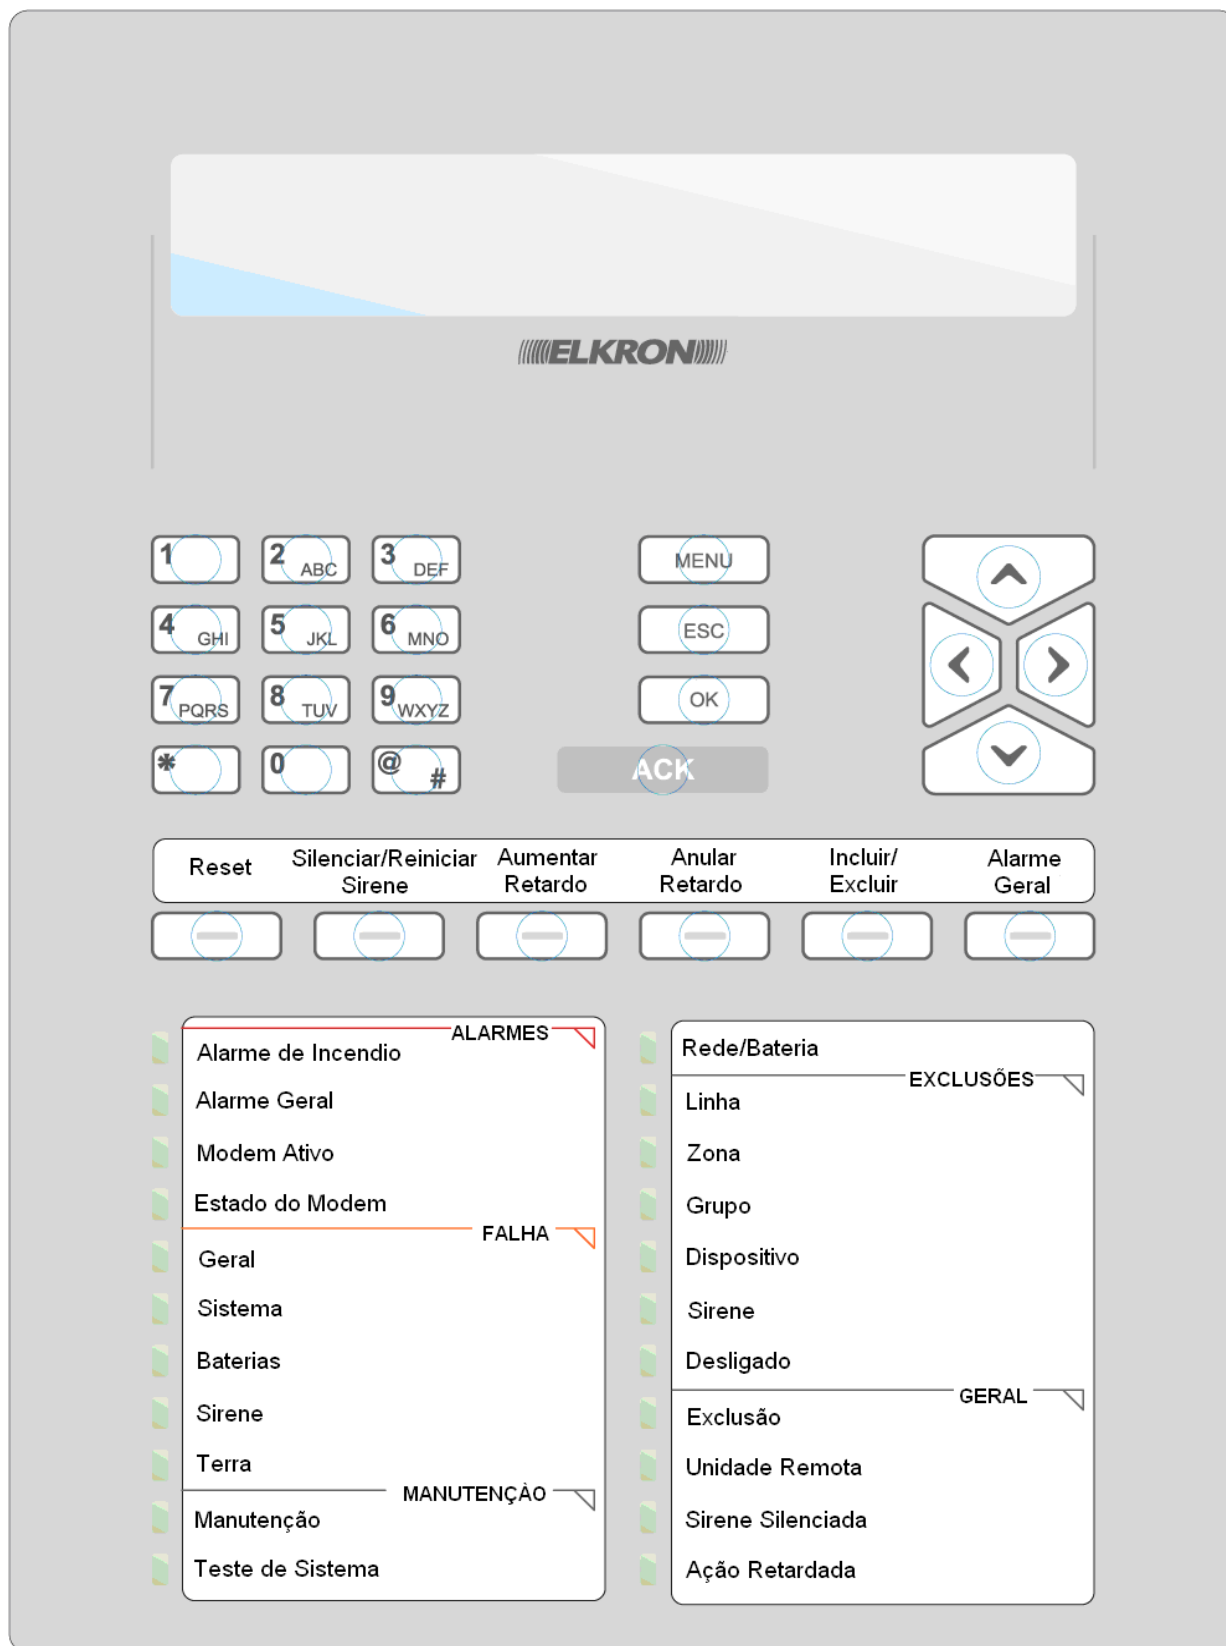 ELKRON
1
2 ABC
3 DEF
MENU
4 GHI
5 JKL
6 MNO
ESC
7 PQRS
8 TUV
9 WXYZ
OK
*
0
@ #
ACK
Reset
Silenciar/Reiniciar
Sirene
Aumentar
Retardo
Anular
Retardo
Incluir/
Excluir
Alarme
Geral
ALARMES
Alarme de Incendio
Alarme Geral
Modem Ativo
Estado do Modem
FALHA
Geral
Sistema
Baterias
Sirene
Terra
MANUTENÇÀO
Manutenção
Teste de Sistema
Rede/Bateria
EXCLUSÕES
Linha
Zona
Grupo
Dispositivo
Sirene
Desligado
GERAL
Exclusão
Unidade Remota
Sirene Silenciada
Ação Retardada